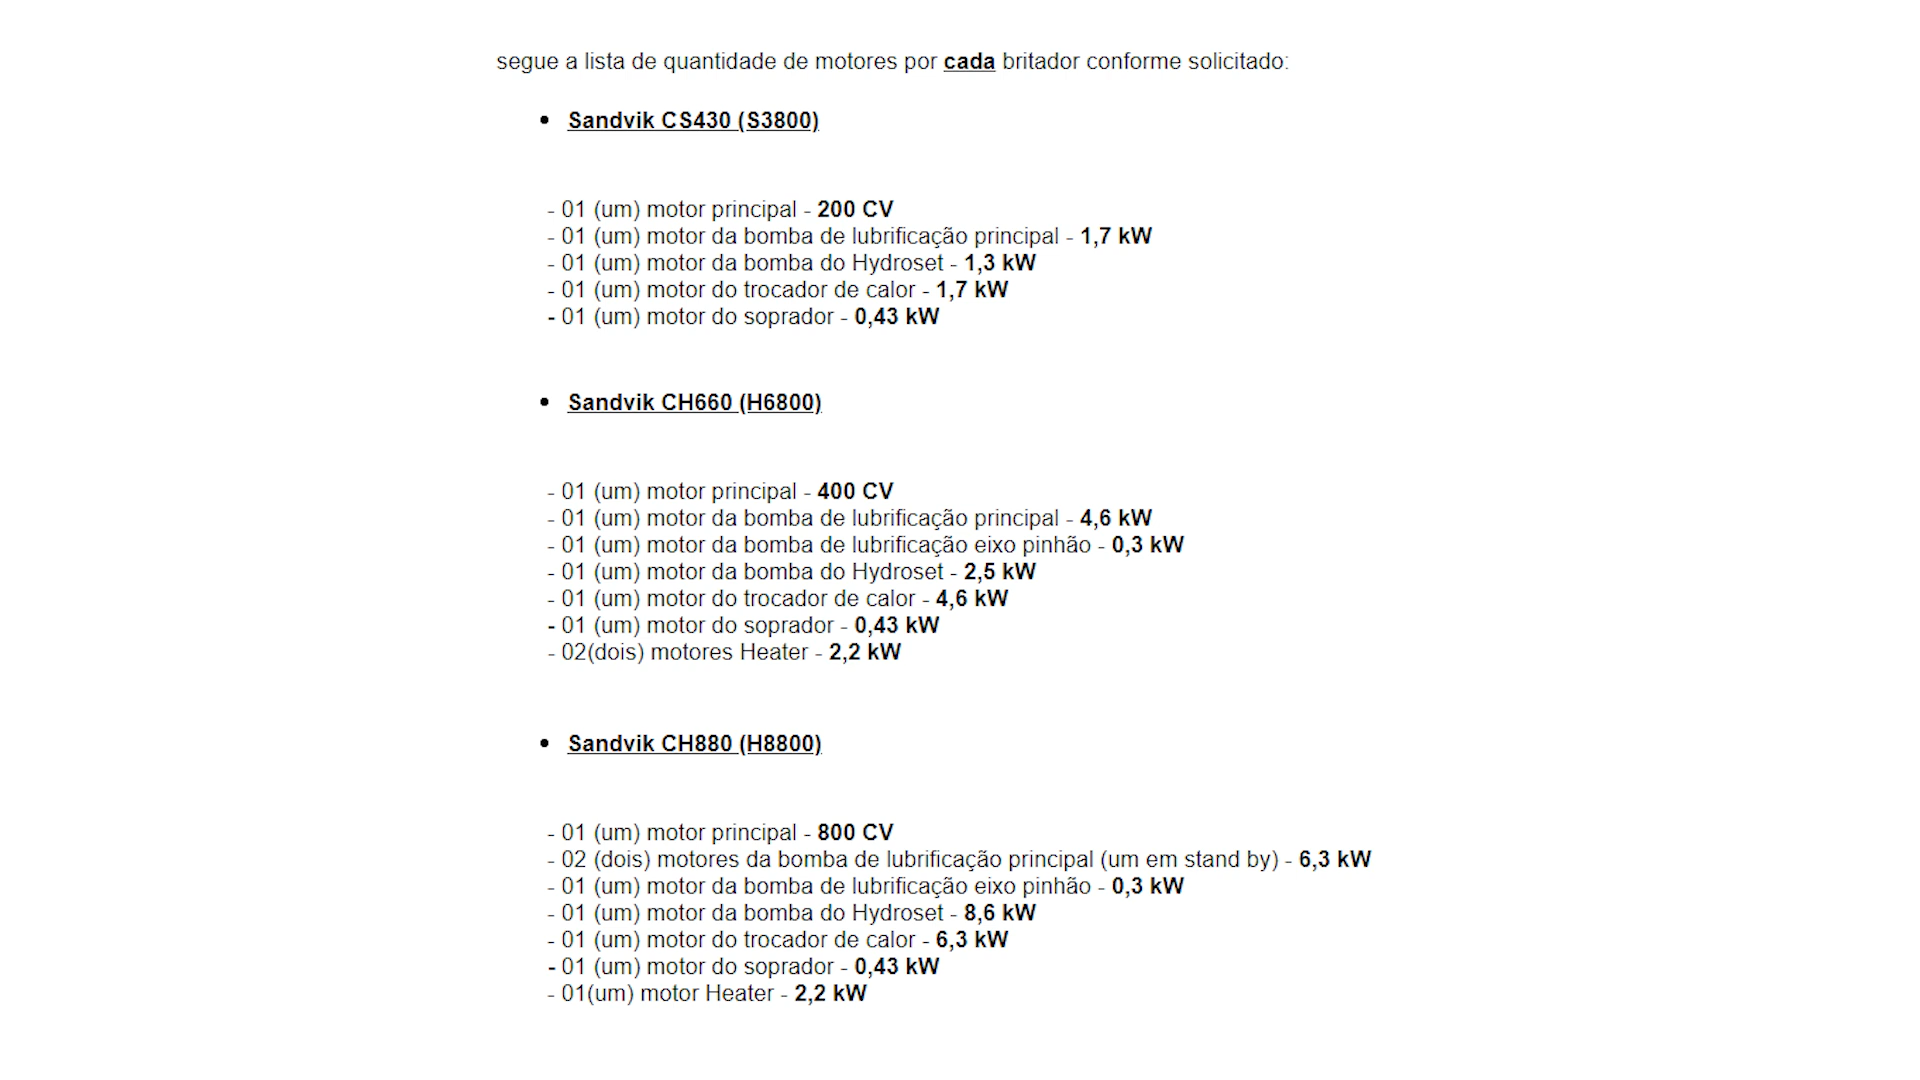 segue a lista de quantidade de motores por cada britador conforme solicitado:
• Sandvik CS430 (S3800)
- 01 (um) motor principal - 200 CV
- 01 (um) motor da bomba de lubrificação principal - 1,7 kW
- 01 (um) motor da bomba do Hydroset - 1,3 kW
- 01 (um) motor do trocador de calor - 1,7 kW
- 01 (um) motor do soprador - 0,43 kW
• Sandvik CH660 (H6800)
- 01 (um) motor principal - 400 CV
- 01 (um) motor da bomba de lubrificação principal - 4,6 kW
- 01 (um) motor da bomba de lubrificação eixo pinhão - 0,3 kW
- 01 (um) motor da bomba do Hydroset - 2,5 kW
- 01 (um) motor do trocador de calor - 4,6 kW
- 01 (um) motor do soprador - 0,43 kW
- 02(dois) motores Heater - 2,2 kW
• Sandvik CH880 (H8800)
- 01 (um) motor principal - 800 CV
- 02 (dois) motores da bomba de lubrificação principal (um em stand by) - 6,3 kW
- 01 (um) motor da bomba de lubrificação eixo pinhão - 0,3 kW
- 01 (um) motor da bomba do Hydroset - 8,6 kW
- 01 (um) motor do trocador de calor - 6,3 kW
- 01 (um) motor do soprador - 0,43 kW
- 01(um) motor Heater - 2,2 kW